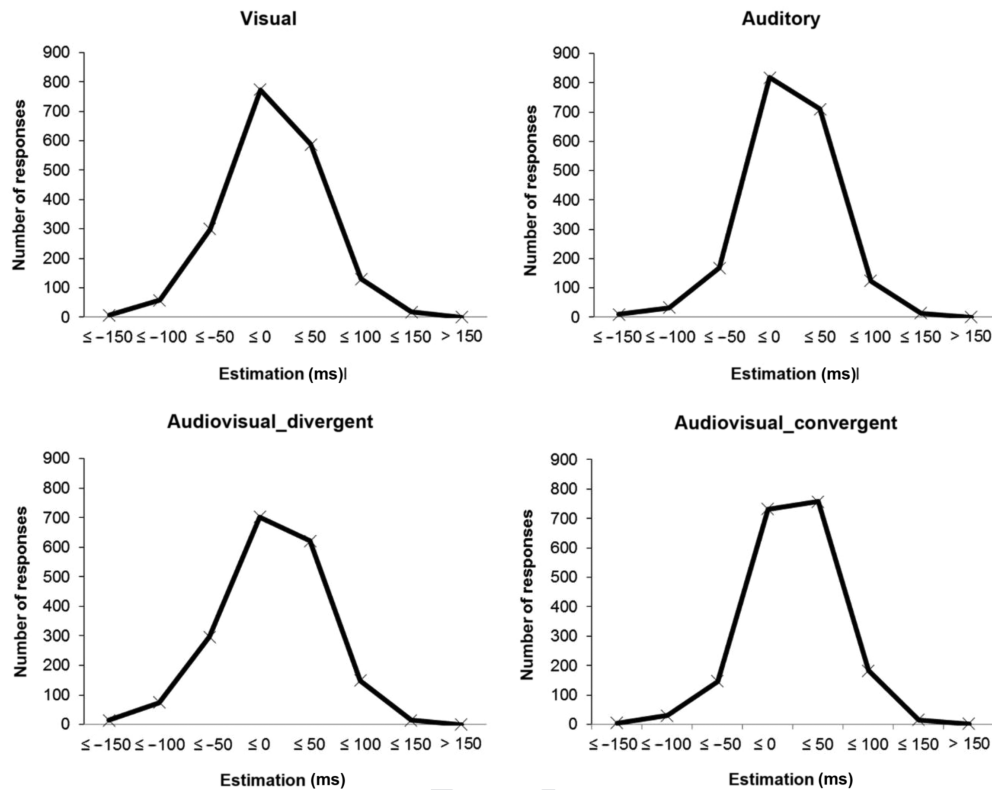 Visual
900
800
700
600
500
400
300
200
100
0
Number of responses
≤ −150 ≤ −100 ≤ −50 ≤ 0 ≤ 50 ≤ 100 ≤ 150 > 150
Estimation (ms)|
Auditory
900
800
700
600
500
400
300
200
100
0
Number of responses
≤ −150 ≤ −100 ≤ −50 ≤ 0 ≤ 50 ≤ 100 ≤ 150 > 150
Estimation (ms)|
Audiovisual_divergent
900
800
700
600
500
400
300
200
100
0
Number of responses
≤ −150 ≤ −100 ≤ −50 ≤ 0 ≤ 50 ≤ 100 ≤ 150 > 150
Estimation (ms)
Audiovisual_convergent
900
800
700
600
500
400
300
200
100
0
Number of responses
≤ −150 ≤ −100 ≤ −50 ≤ 0 ≤ 50 ≤ 100 ≤ 150 > 150
Estimation (ms)